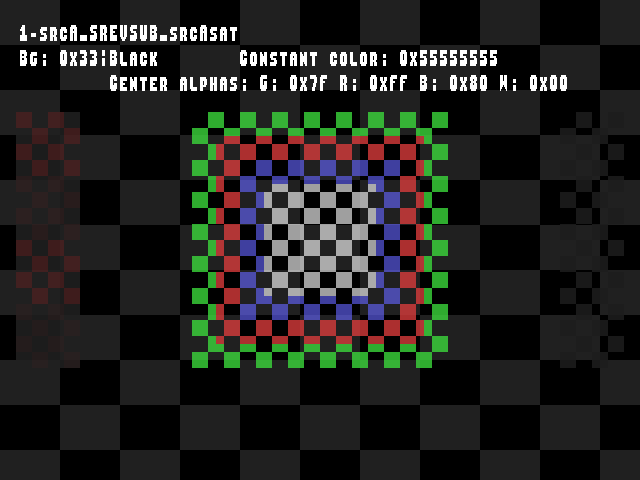 1-srcA_SREVSUB_srcAsat
Bg: 0x33¦Black Constant color: 0x55555555
Center alphas: G: 0x7f R: 0xff B: 0x80 W: 0x00